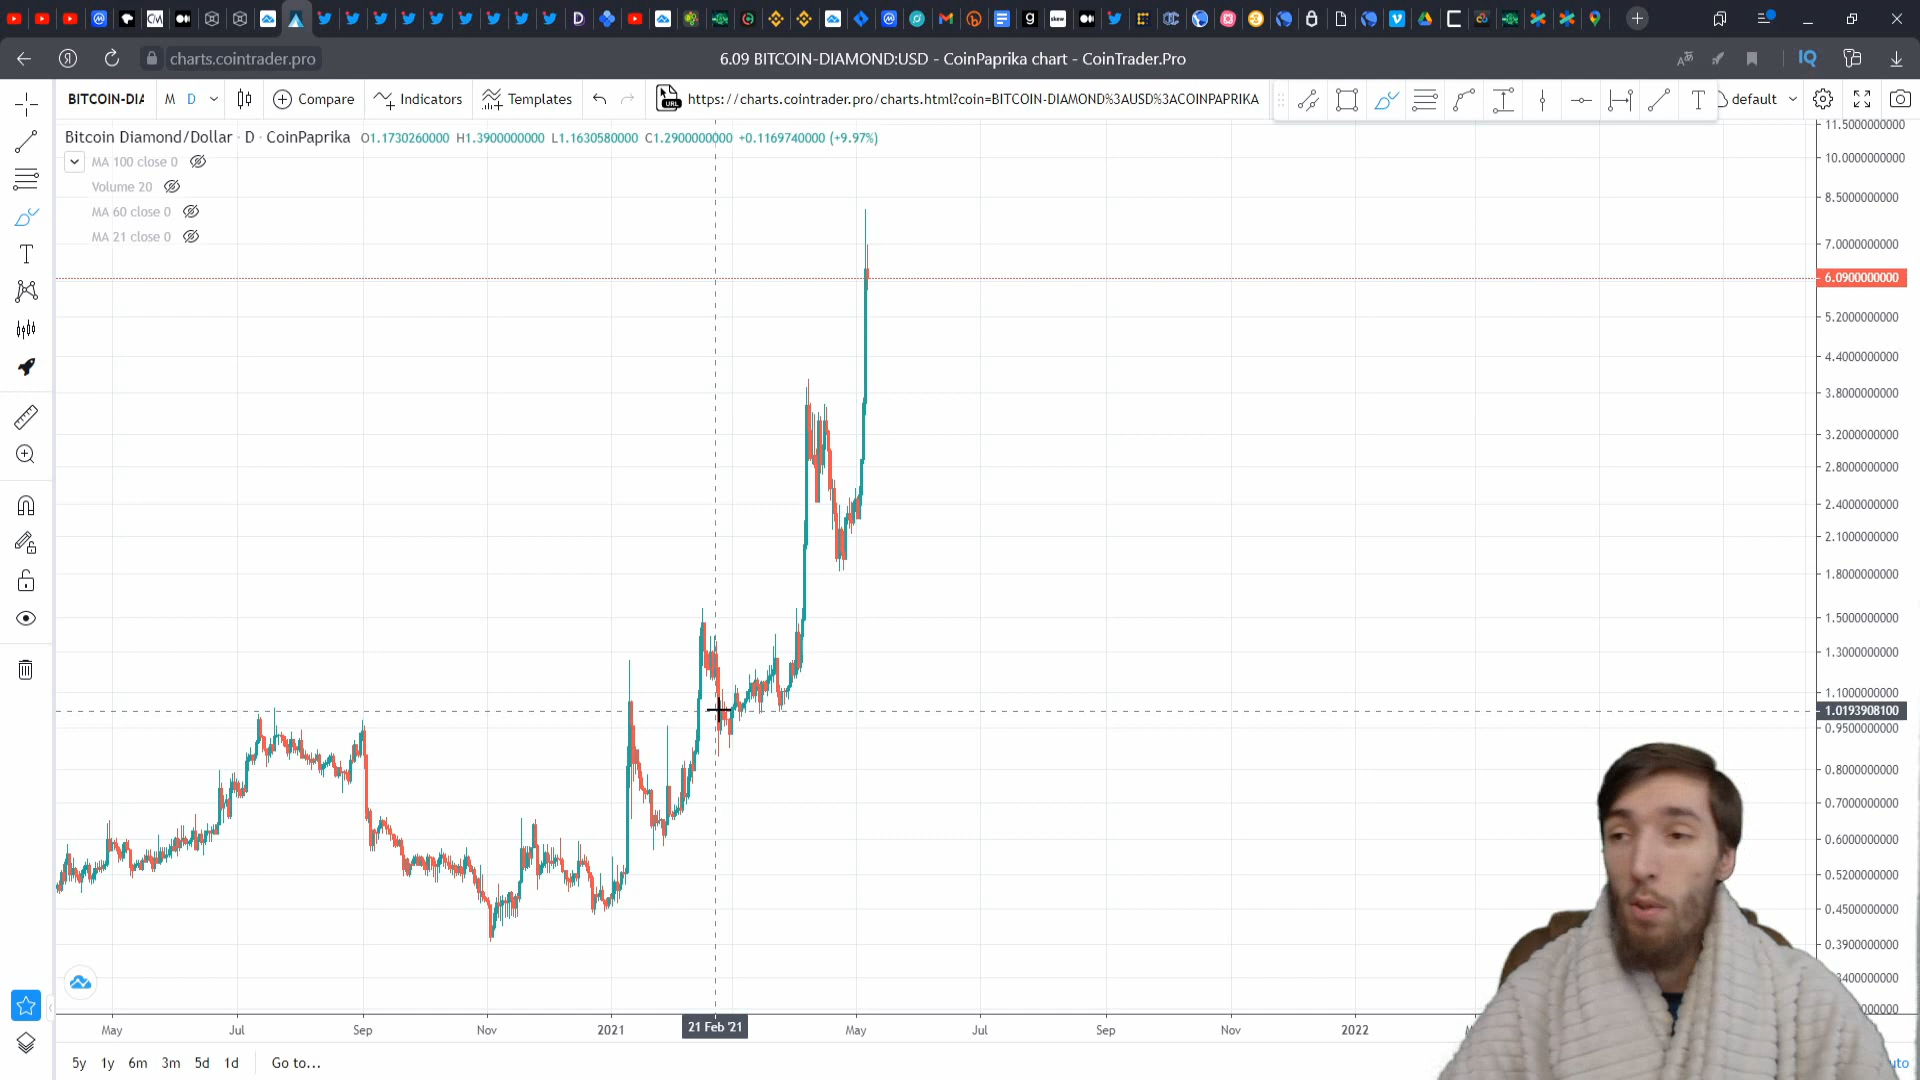 charts.cointrader.pro
6.09 BITCOIN-DIAMOND:USD - CoinPaprika chart - CoinTrader.Pro
IQ
BITCOIN-DIA
M
D
Compare
Indicators
Templates
URL
https://charts.cointrader.pro/charts.html?coin=BITCOIN-DIAMOND%3AUSD%3ACOINPAPRIKA
default
Bitcoin Diamond/Dollar · D · CoinPaprika O1.1730260000 H1.3900000000 L1.1630580000 C1.2900000000 +0.1169740000 (+9.97%)
MA 100 close 0
Volume 20
MA 60 close 0
MA 21 close 0
11.5000000000
10.0000000000
8.5000000000
7.0000000000
6.0900000000
5.2000000000
4.4000000000
3.8000000000
3.2000000000
2.8000000000
2.4000000000
2.1000000000
1.8000000000
1.5000000000
1.3000000000
1.1000000000
1.0193908100
0.9500000000
0.8000000000
0.7000000000
0.6000000000
0.5200000000
0.4500000000
0.3900000000
May
Jul
Sep
Nov
2021
21 Feb '21
May
Jul
Sep
Nov
2022
5y 1y 6m 3m 5d 1d Go to...